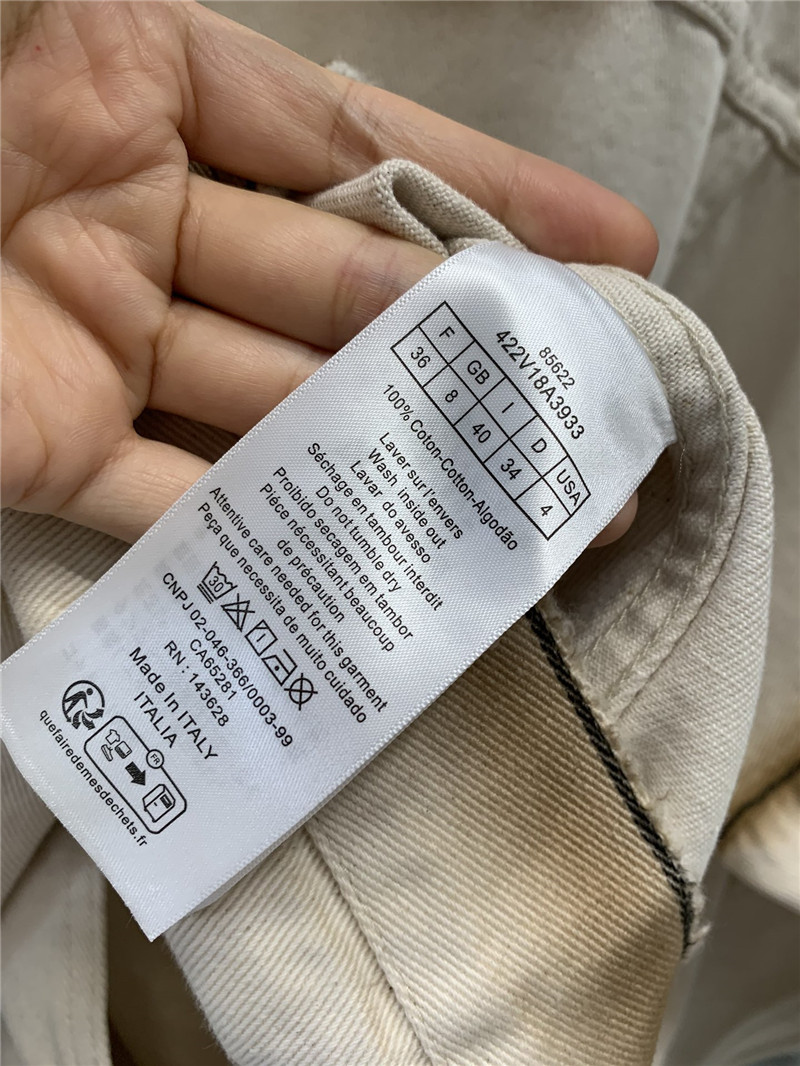 85622
422V18A3933
F GB I D USA
36 8 40 34 4
100% Coton-Cotton-Algodão
Laver sur l'envers
Wash inside out
Lavar do avesso
Séchage en tambour interdit
Do not tumble dry
Proibido secagem em tambor
Piéce nécessitant beaucoup
de précaution
Attentive care needed for this garment
Peça que necessita de muito cuidado
30
CNPJ 02-046-366/0003-99
CA65281
RN : 143628
Made In ITALY
ITALIA
FR
quefairedemesdechets.fr